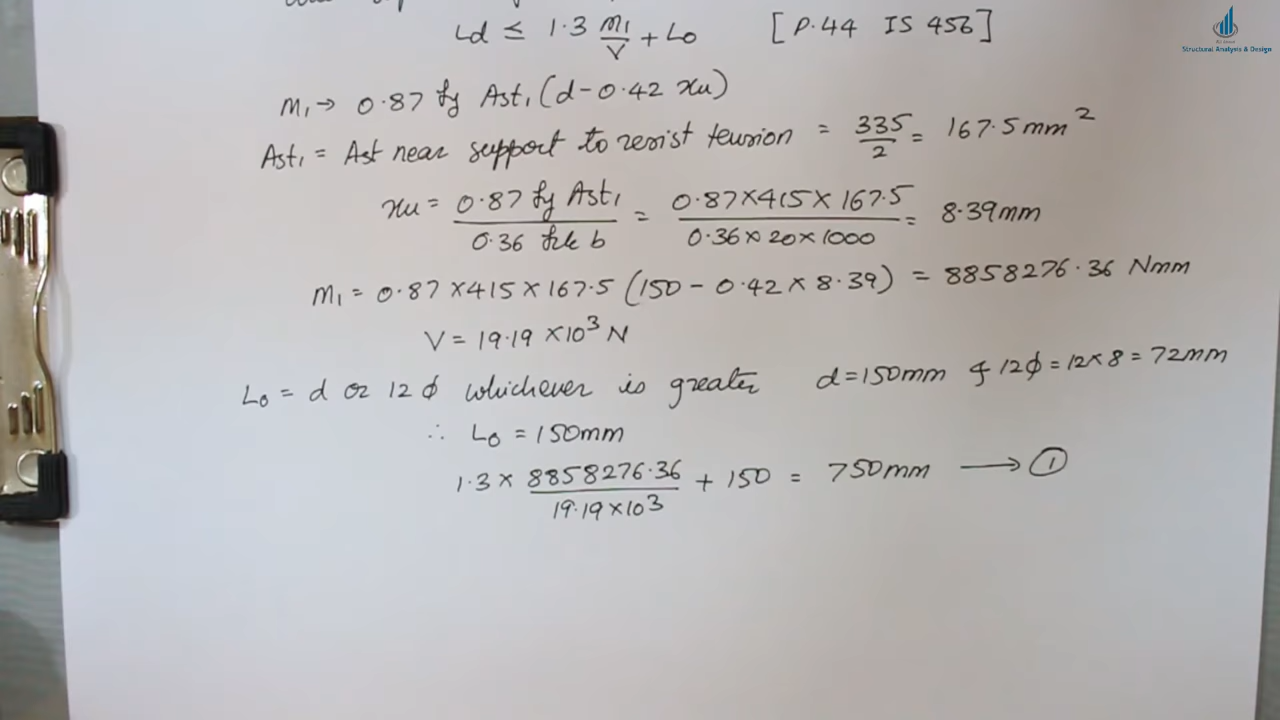 Ld ≤ 1.3 M1/V + Lo [P.44 IS 456]
Structural Analysis & Design
M1 → 0.87 fy Ast1 (d - 0.42 xu)
Ast1 = Ast near support to resist tension = 335/2 = 167.5 mm²
xu = 0.87 fy Ast1 / 0.36 fck b = 0.87×415×167.5 / 0.36×20×1000 = 8.39mm
M1 = 0.87×415×167.5 (150 - 0.42×8.39) = 8858276.36 Nmm
V = 19.19 ×10³ N
Lo = d or 12ϕ whichever is greater d=150mm & 12ϕ = 12×8 = 72mm
∴ Lo = 150mm
1.3 × 8858276.36 / 19.19×10³ + 150 = 750mm → ①